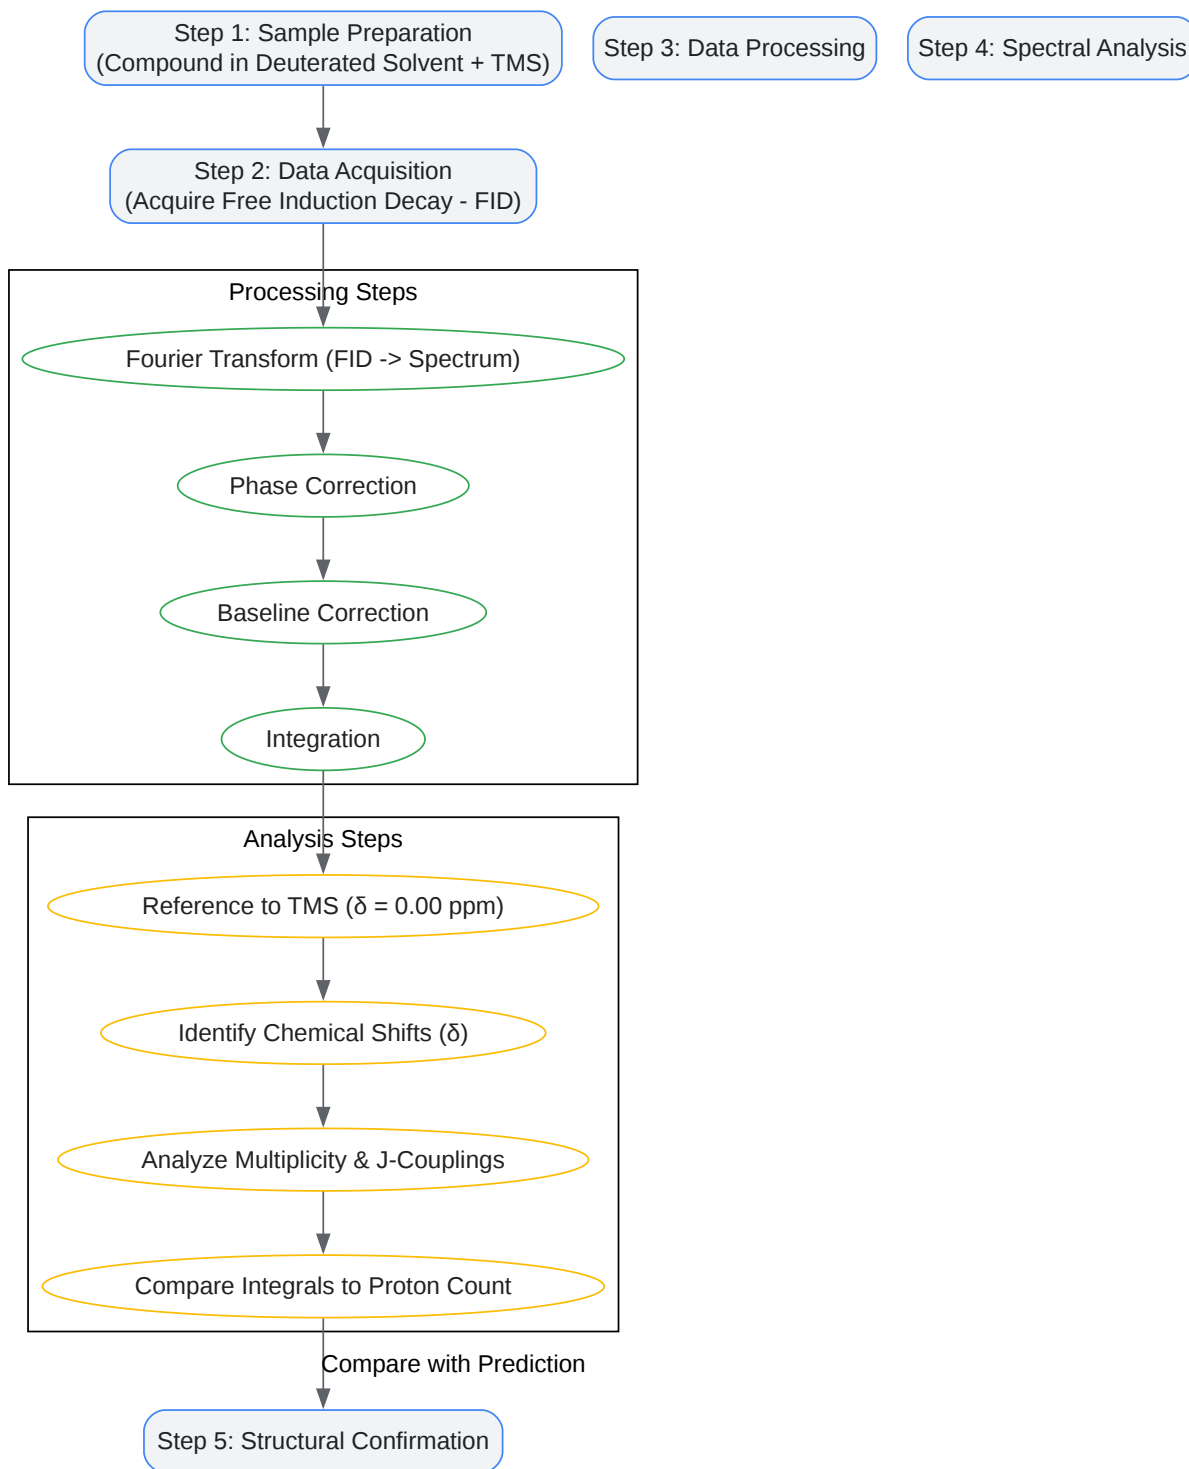 Step 1: Sample Preparation
(Compound in Deuterated Solvent + TMS)
Step 3: Data Processing
Step 4: Spectral Analysis
Step 2: Data Acquisition
(Acquire Free Induction Decay - FID)
Processing Steps
Fourier Transform (FID -> Spectrum)
Phase Correction
Baseline Correction
Integration
Analysis Steps
Reference to TMS (δ = 0.00 ppm)
Identify Chemical Shifts (δ)
Analyze Multiplicity & J-Couplings
Compare Integrals to Proton Count
Compare with Prediction
Step 5: Structural Confirmation